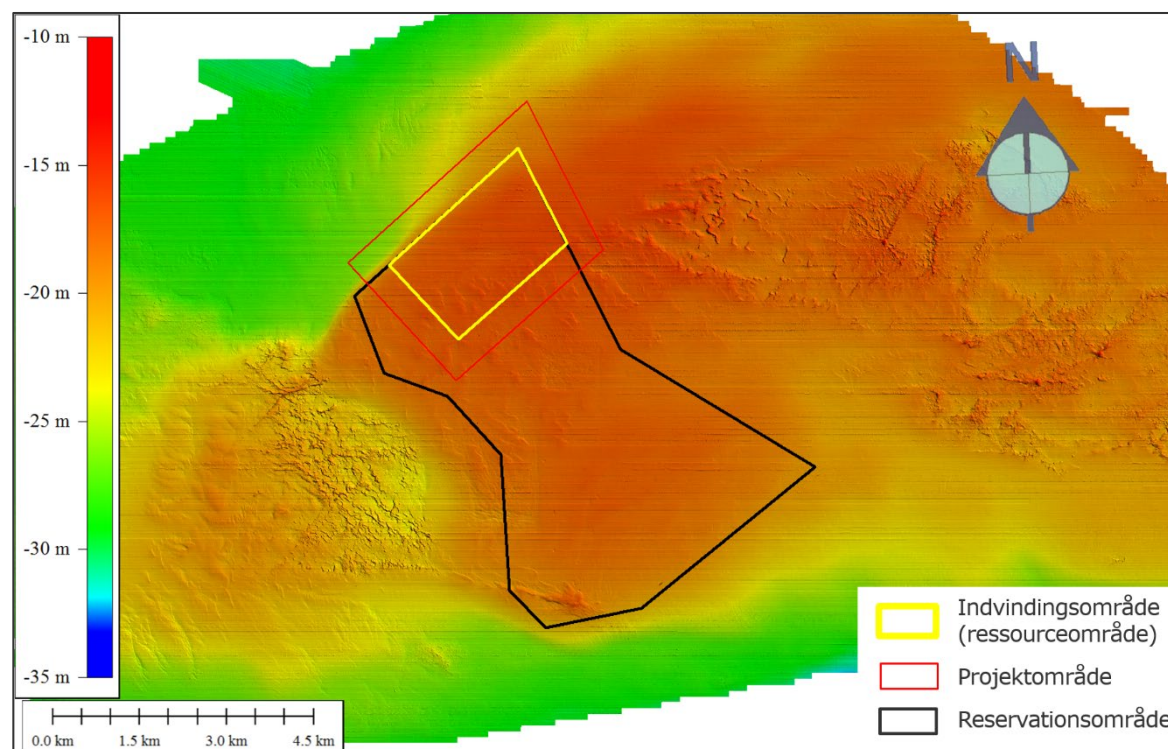 -10 m
-15 m
-20 m
-25 m
-30 m
-35 m
N
0.0 km 1.5 km 3.0 km 4.5 km
Indvindingsområde
(ressourceområde)
Projektområde
Reservationsområde